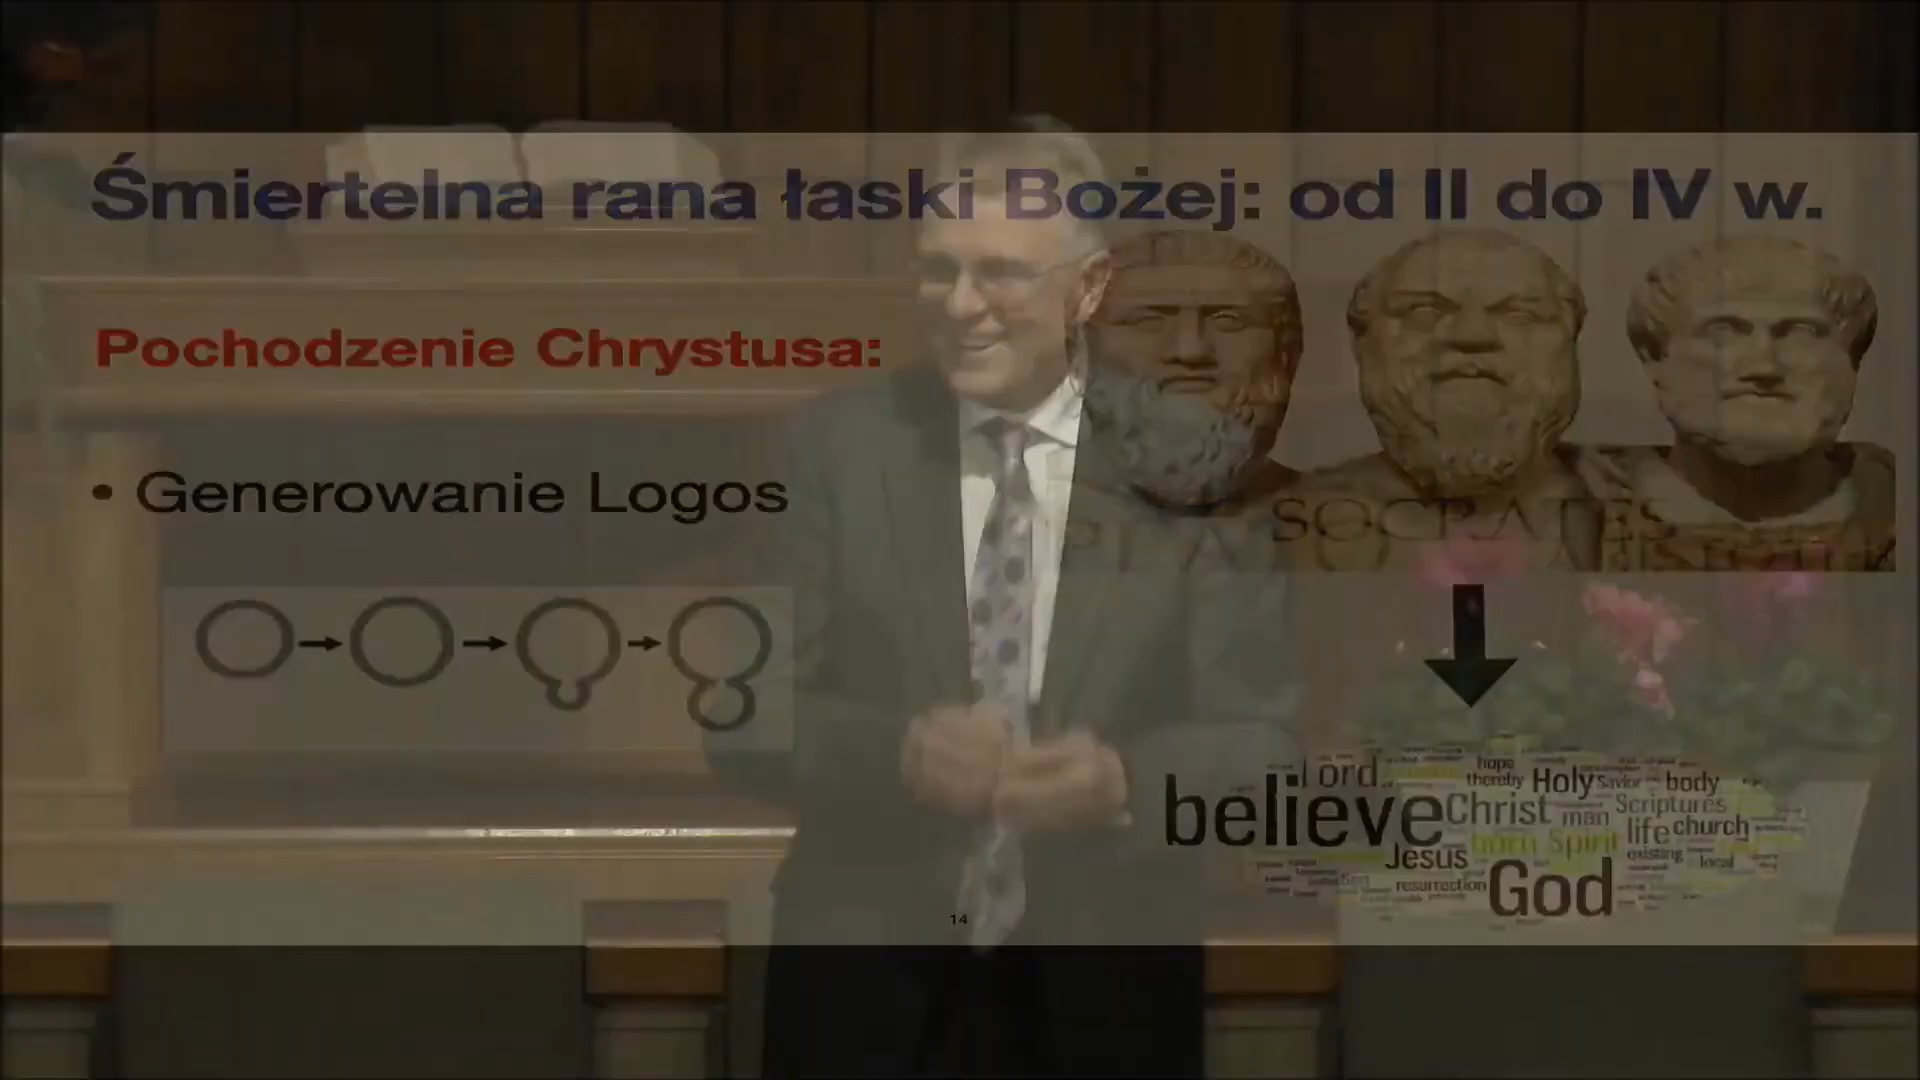 Śmiertelna rana łaski Bożej: od II do IV w.
Pochodzenie Chrystusa:
• Generowanie Logos
SOCRATES
PLATO
Lord hope thereby Holy Savior body
believe Christ man Scriptures
born Spirit life church
Jesus existing local
resurrection God
14